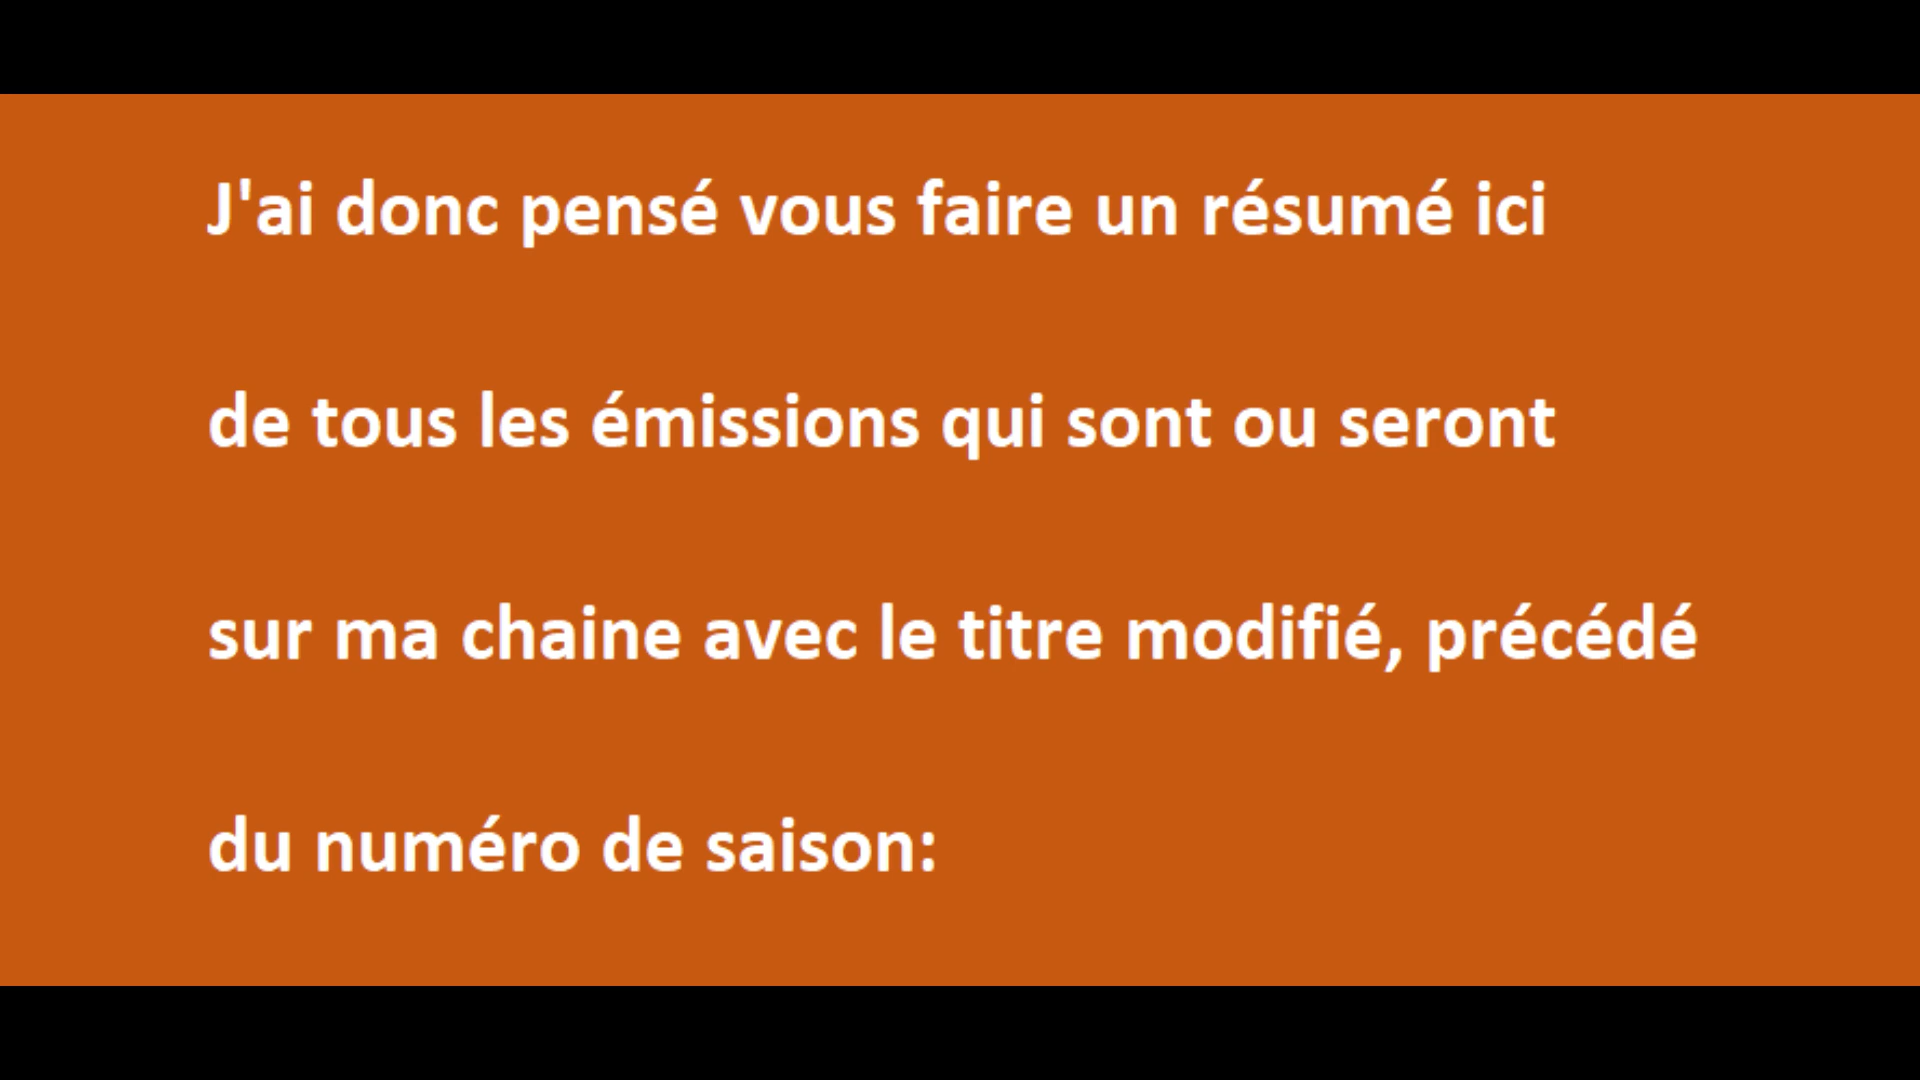 J'ai donc pensé vous faire un résumé ici
de tous les émissions qui sont ou seront
sur ma chaine avec le titre modifié, précédé
du numéro de saison: